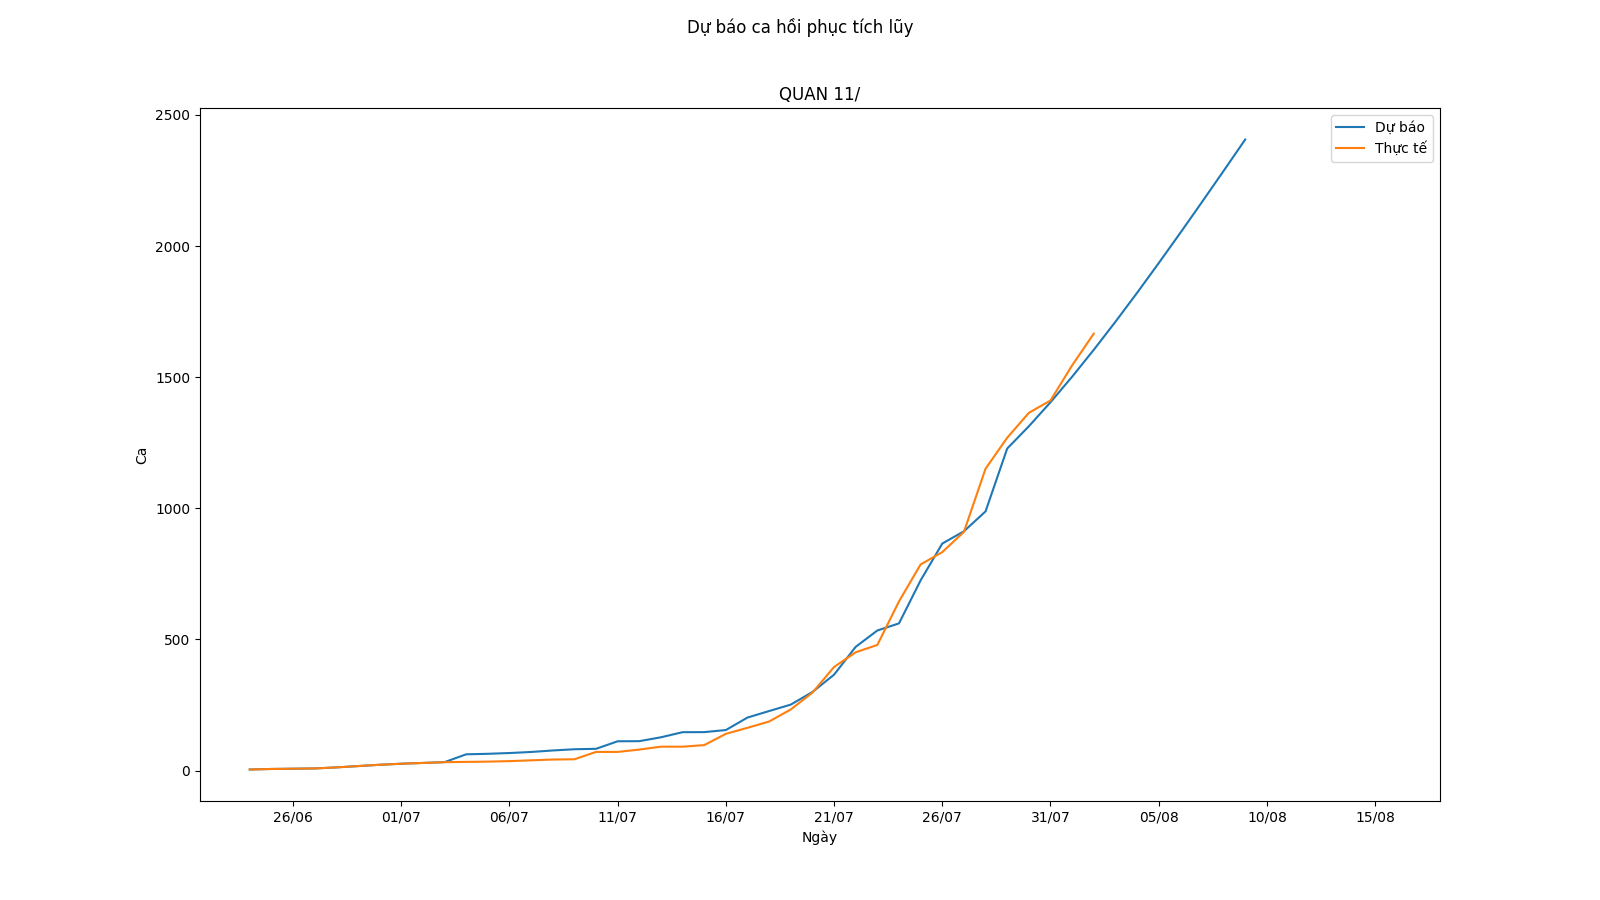 Dự báo ca hồi phục tích lũy
QUAN 11/
2500
2000
1500
1000
500
0
Ca
Dự báo
Thực tế
26/06 01/07 06/07 11/07 16/07 21/07 26/07 31/07 05/08 10/08 15/08
Ngày